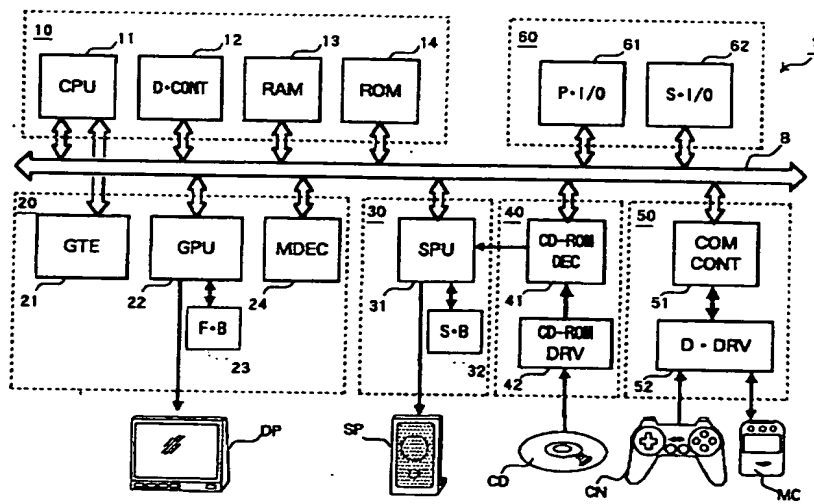 10 11 12 13 14 60 61 62
CPU D•CONT RAM ROM P•I/O S•I/O
8
20 30 40 50
GTE GPU MDEC SPU CD-ROM DEC COM CONT
21 22 24 31 41 51
F•B S•B CD-ROM DRV D•DRV
23 32 42 52
DP SP CD CN MC